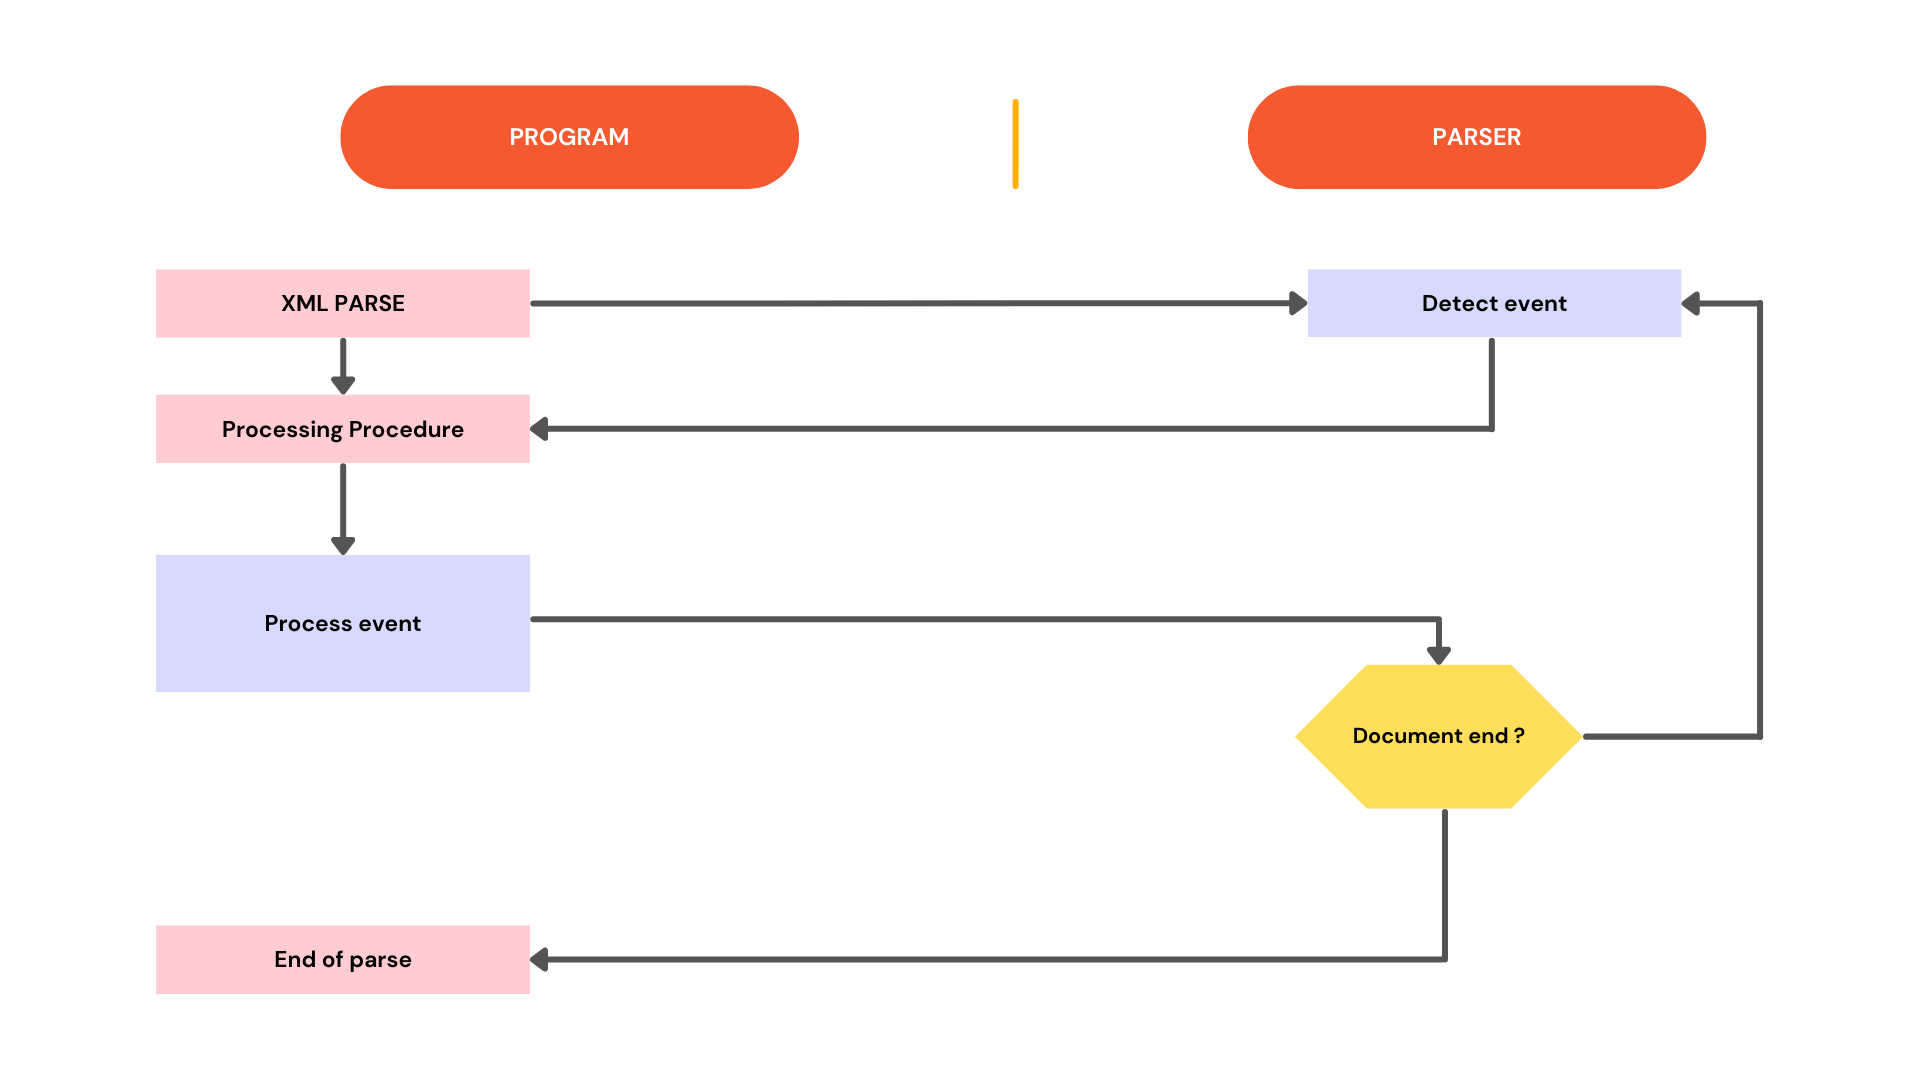 PROGRAM
PARSER
XML PARSE
Detect event
Processing Procedure
Process event
Document end ?
End of parse